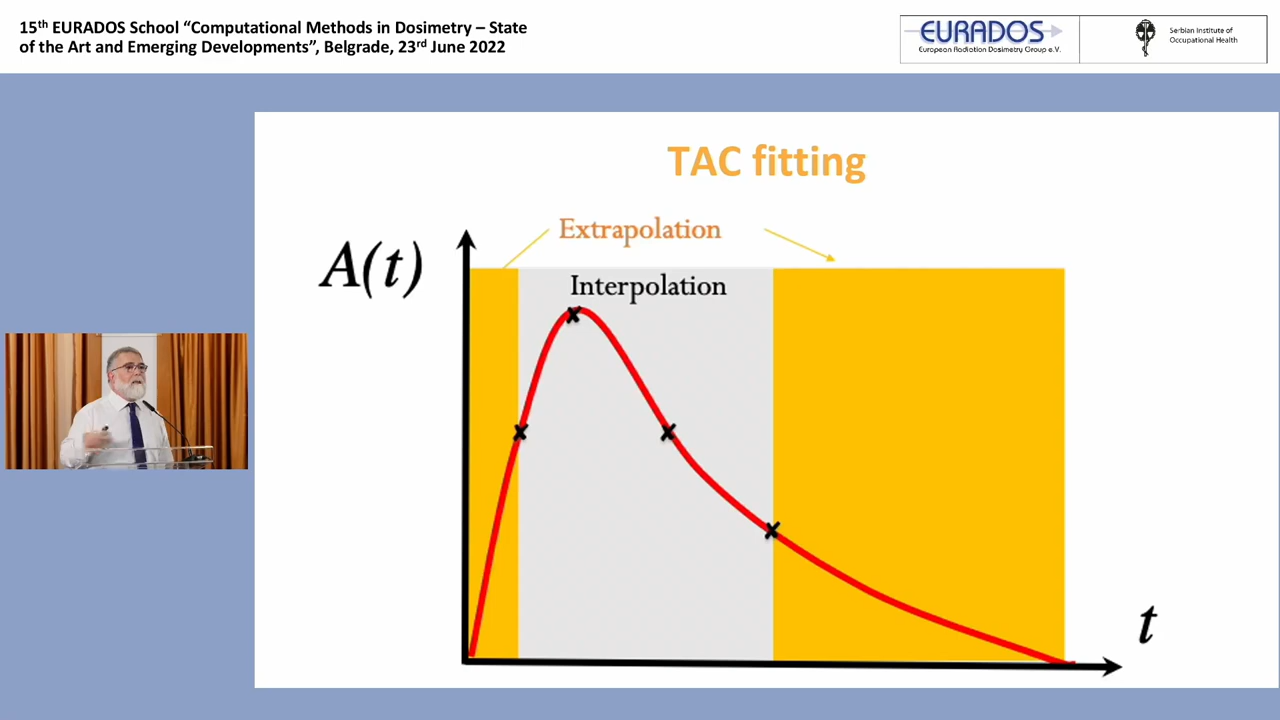 15th EURADOS School “Computational Methods in Dosimetry – State
of the Art and Emerging Developments”, Belgrade, 23rd June 2022
EURADOS
European Radiation Dosimetry Group e.V.
Serbian Institute of
Occupational Health
TAC fitting
Extrapolation
A(t)
Interpolation
t